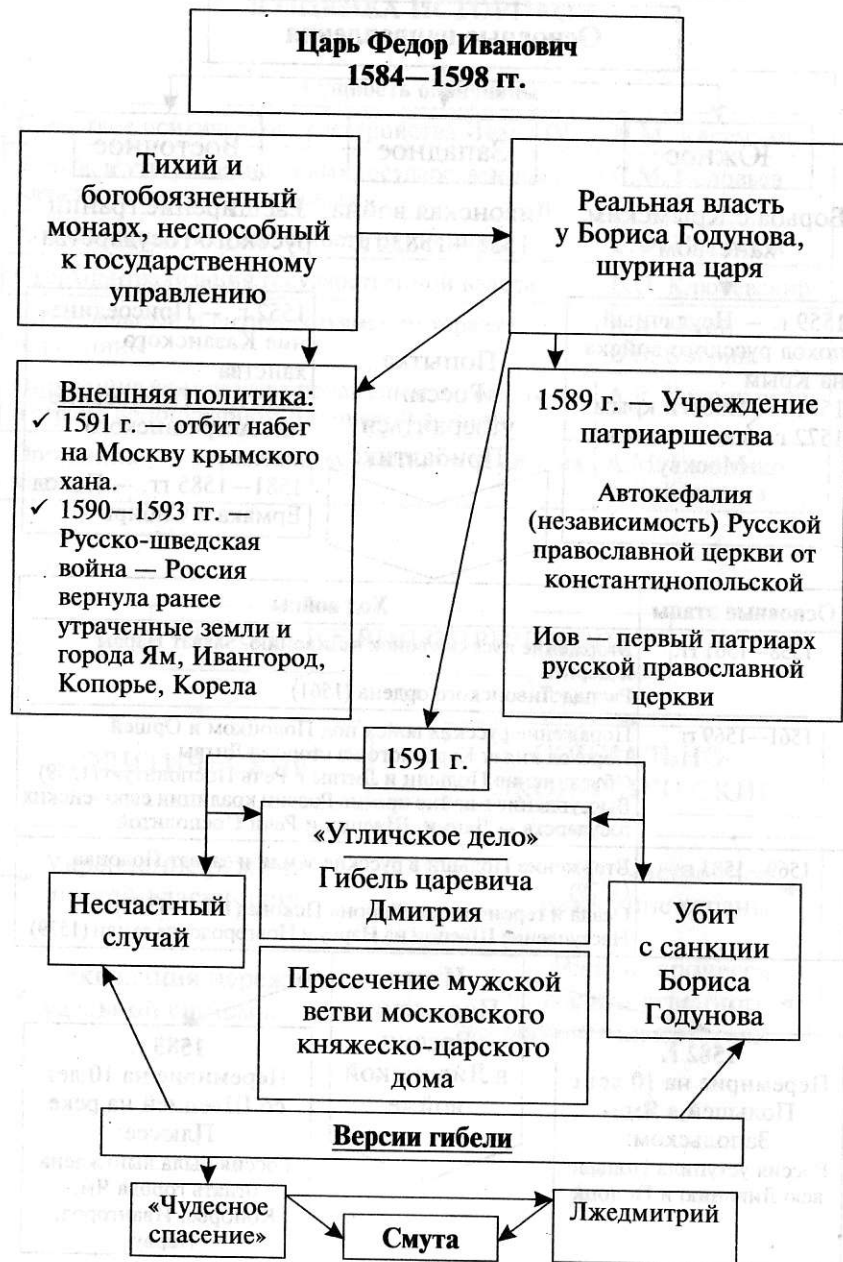 Царь Федор Иванович
1584—1598 гг.
Тихий и
богобоязненный
монарх, неспособный
к государственному
управлению
Реальная власть
у Бориса Годунова,
шурина царя
Внешняя политика:
✓ 1591 г. — отбит набег
на Москву крымского
хана.
✓ 1590—1593 гг. —
Русско-шведская
война — Россия
вернула ранее
утраченные земли и
города Ям, Ивангород,
Копорье, Корела
1589 г. — Учреждение
патриаршества
Автокефалия
(независимость) Русской
православной церкви от
константинопольской
Иов — первый патриарх
русской православной
церкви
1591 г.
«Угличское дело»
Гибель царевича
Дмитрия
Несчастный
случай
Убит
с санкции
Бориса
Годунова
Пресечение мужской
ветви московского
княжеско-царского
дома
Версии гибели
«Чудесное
спасение»
Смута
Лжедмитрий